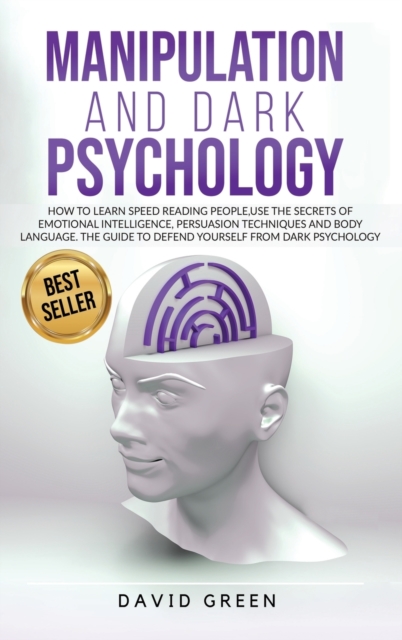 MANIPULATION
AND DARK
PSYCHOLOGY
HOW TO LEARN SPEED READING PEOPLE,USE THE SECRETS OF
EMOTIONAL INTELLIGENCE, PERSUASION TECHNIQUES AND BODY
LANGUAGE. THE GUIDE TO DEFEND YOURSELF FROM DARK PSYCHOLOGY
BEST
SELLER
DAVID GREEN